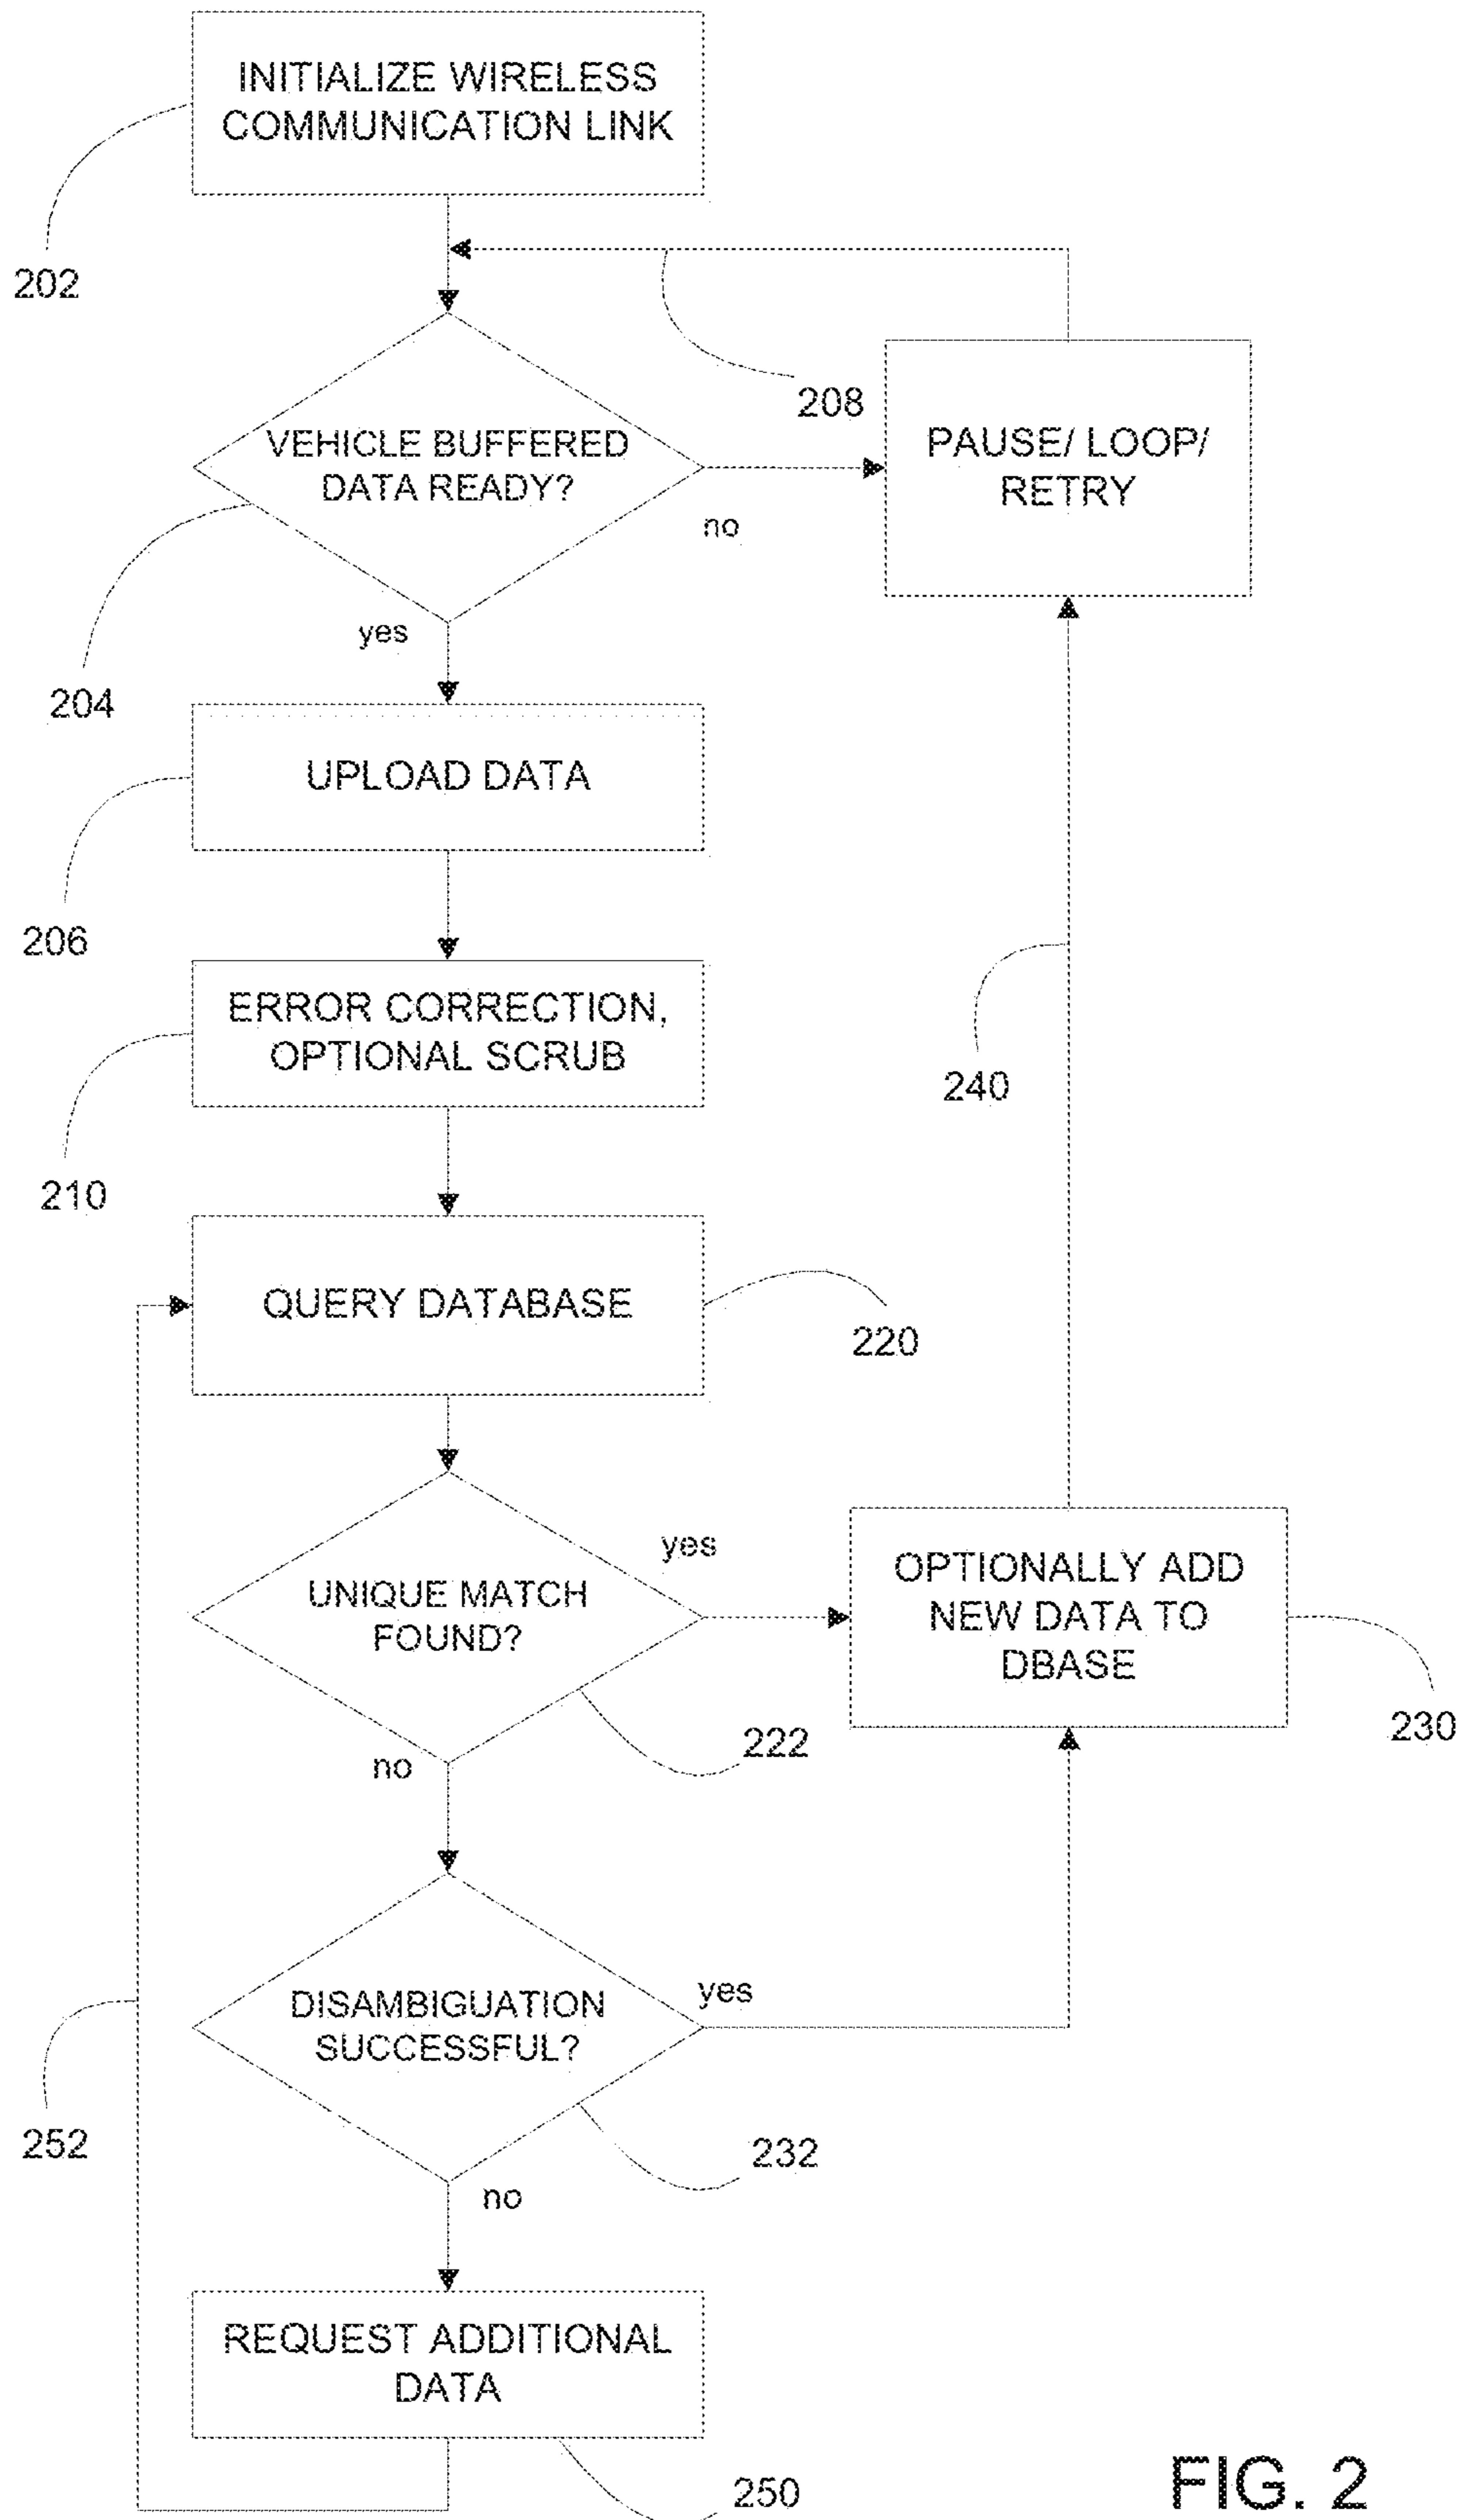 INITIALIZE WIRELESS
COMMUNICATION LINK
202
208
VEHICLE BUFFERED
DATA READY?
no
yes
PAUSE/ LOOP/
RETRY
204
UPLOAD DATA
206
ERROR CORRECTION,
OPTIONAL SCRUB
240
210
QUERY DATABASE
220
UNIQUE MATCH
FOUND?
yes
OPTIONALLY ADD
NEW DATA TO
DBASE
222
230
no
DISAMBIGUATION
SUCCESSFUL?
yes
252
232
no
REQUEST ADDITIONAL
DATA
250
FIG. 2